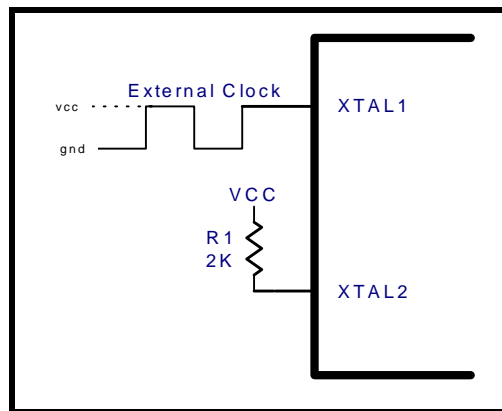 External Clock
vcc
XTAL1
gnd
VCC
R1
2K
XTAL2